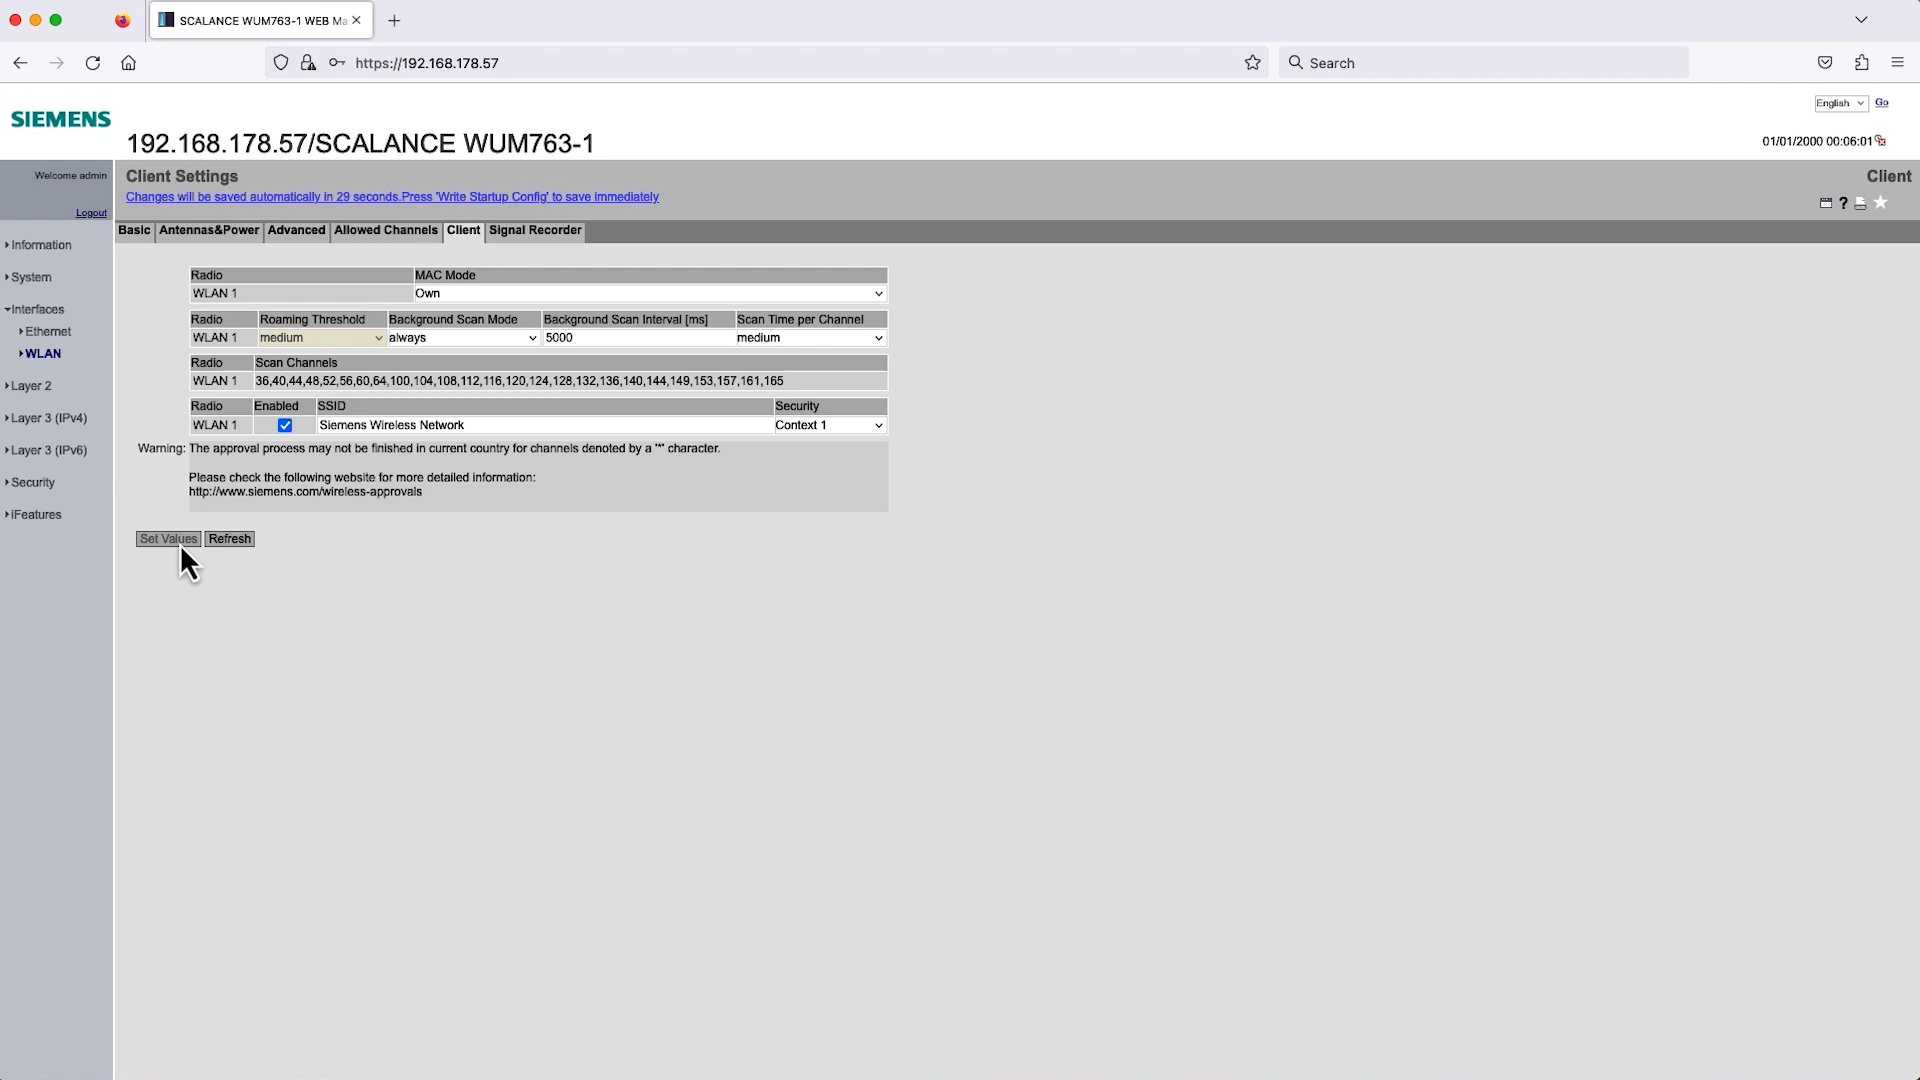 SCALANCE WUM763-1 WEB Ma
https://192.168.178.57
Search
SIEMENS
English
Go
192.168.178.57/SCALANCE WUM763-1
01/01/2000 00:06:01
Welcome admin
Logout
Client Settings
Client
Changes will be saved automatically in 29 seconds.Press 'Write Startup Config' to save immediately
?
Basic Antennas&Power Advanced Allowed Channels Client Signal Recorder
Information
System
Interfaces
Ethernet
WLAN
Layer 2
Layer 3 (IPv4)
Layer 3 (IPv6)
Security
iFeatures
Radio MAC Mode
WLAN 1 Own
Radio Roaming Threshold Background Scan Mode Background Scan Interval [ms] Scan Time per Channel
WLAN 1 medium always 5000 medium
Radio Scan Channels
WLAN 1 36,40,44,48,52,56,60,64,100,104,108,112,116,120,124,128,132,136,140,144,149,153,157,161,165
Radio Enabled SSID Security
WLAN 1 Siemens Wireless Network Context 1
Warning: The approval process may not be finished in current country for channels denoted by a "*" character.
Please check the following website for more detailed information:
http://www.siemens.com/wireless-approvals
Set Values Refresh